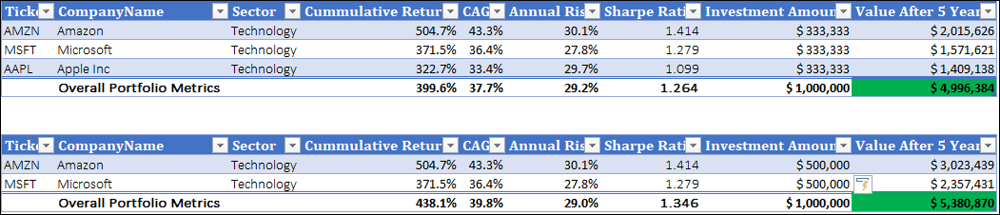 Ticke CompanyName Sector Cummulative Retur CAG Annual Ris Sharpe Rati Investment Amoun Value After 5 Year
AMZN Amazon Technology 504.7% 43.3% 30.1% 1.414 $ 333,333 $ 2,015,626
MSFT Microsoft Technology 371.5% 36.4% 27.8% 1.279 $ 333,333 $ 1,571,621
AAPL Apple Inc Technology 322.7% 33.4% 29.7% 1.099 $ 333,333 $ 1,409,138
Overall Portfolio Metrics 399.6% 37.7% 29.2% 1.264 $ 1,000,000 $ 4,996,384
Ticke CompanyName Sector Cummulative Retur CAG Annual Ris Sharpe Rati Investment Amoun Value After 5 Year
AMZN Amazon Technology 504.7% 43.3% 30.1% 1.414 $ 500,000 $ 3,023,439
MSFT Microsoft Technology 371.5% 36.4% 27.8% 1.279 $ 500,000 $ 2,357,431
Overall Portfolio Metrics 438.1% 39.8% 29.0% 1.346 $ 1,000,000 $ 5,380,870